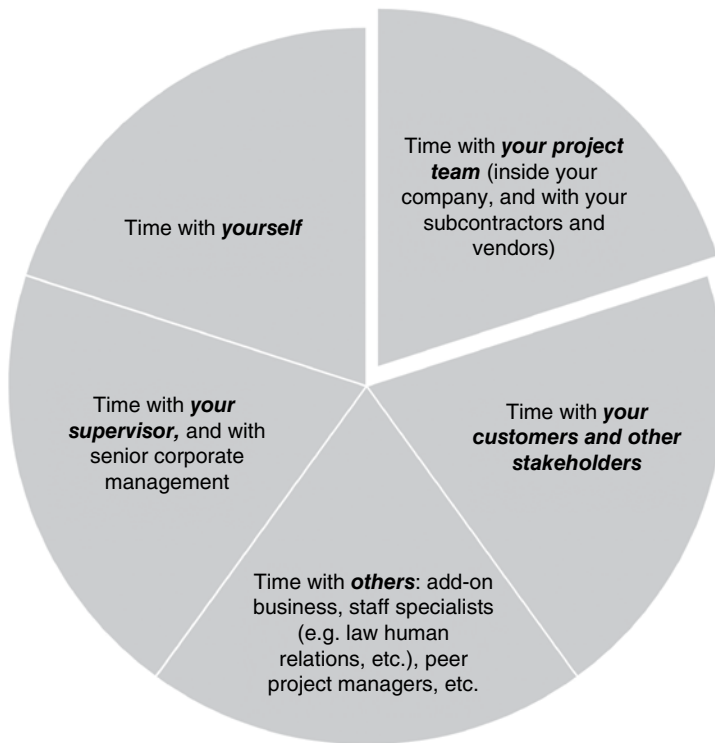 Time with your project
team (inside your
company, and with your
subcontractors and
vendors)
Time with your
customers and other
stakeholders
Time with others: add-on
business, staff specialists
(e.g. law human
relations, etc.), peer
project managers, etc.
Time with your
supervisor, and with
senior corporate
management
Time with yourself